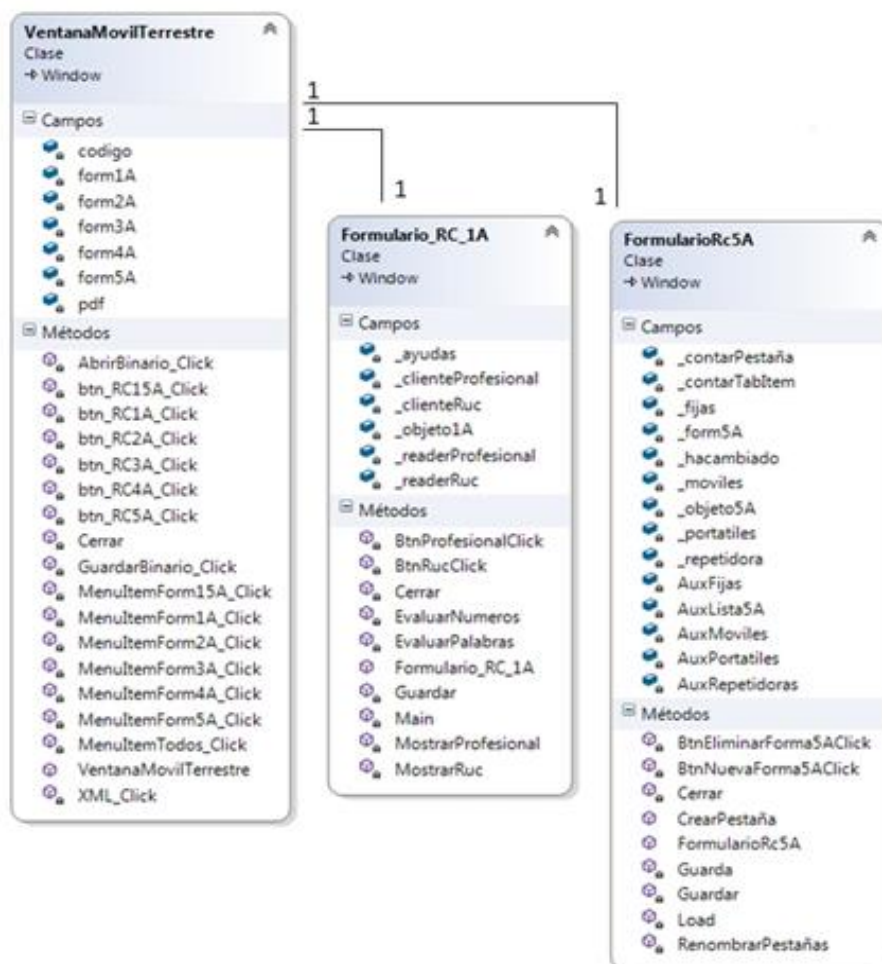 VentanaMovilTerrestre
Clase
Window
Campos
codigo
form1A
form2A
form3A
form4A
form5A
pdf
Métodos
AbrirBinario_Click
btn_RC15A_Click
btn_RC1A_Click
btn_RC2A_Click
btn_RC3A_Click
btn_RC4A_Click
btn_RC5A_Click
Cerrar
GuardarBinario_Click
MenuItemForm15A_Click
MenuItemForm1A_Click
MenuItemForm2A_Click
MenuItemForm3A_Click
MenuItemForm4A_Click
MenuItemForm5A_Click
MenuItemTodos_Click
VentanaMovilTerrestre
XML_Click
1
1
1
1
Formulario_RC_1A
Clase
Window
Campos
_ayudas
_clienteProfesional
_clienteRuc
_objeto1A
_readerProfesional
_readerRuc
Métodos
BtnProfesionalClick
BtnRucClick
Cerrar
EvaluarNumeros
EvaluarPalabras
Formulario_RC_1A
Guardar
Main
MostrarProfesional
MostrarRuc
FormularioRc5A
Clase
Window
Campos
_contarPestaña
_contarTabItem
_fijas
_form5A
_hacambiado
_moviles
_objeto5A
_portatiles
_repetidora
AuxFijas
AuxLista5A
AuxMoviles
AuxPortatiles
AuxRepetidoras
Métodos
BtnEliminarForma5AClick
BtnNuevaForma5AClick
Cerrar
CrearPestaña
FormularioRc5A
Guarda
Guardar
Load
RenombrarPestañas